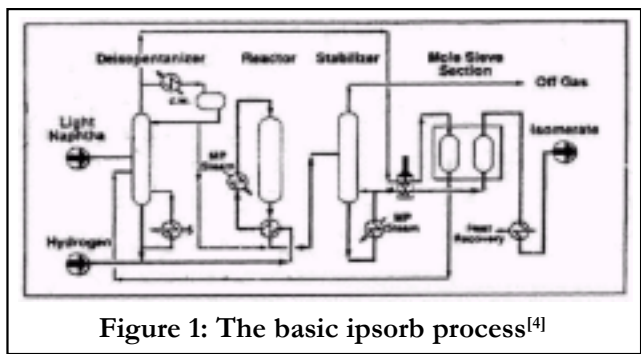 Deisopentanizer
Reactor
Stabilizer
Mole Sieve
Section
Off Gas
c.w.
Light
Naphtha
MP
Steam
Isomerate
Hydrogen
MP
Steam
Heat
Recovery
Figure 1: The basic ipsorb process[4]